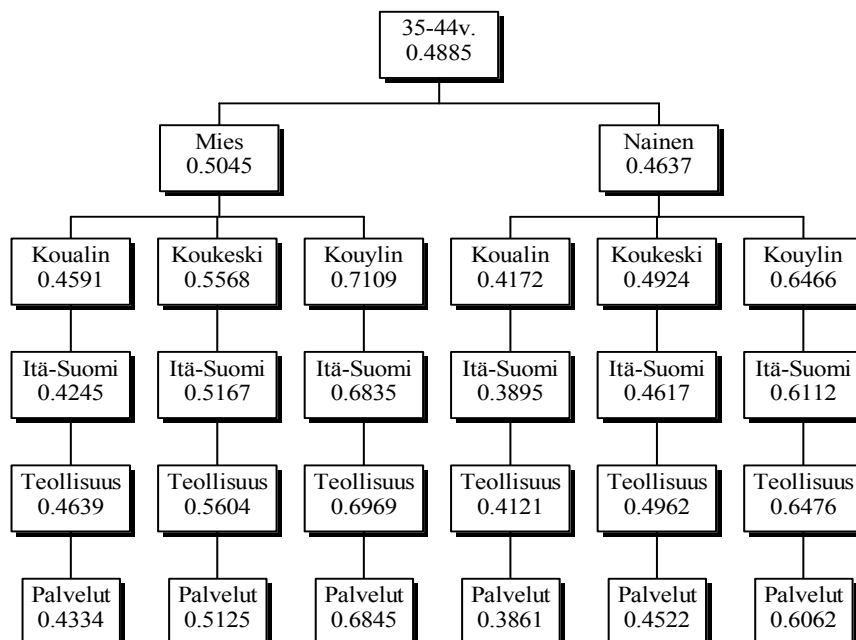 35-44v.
0.4885
Mies
0.5045
Nainen
0.4637
Koualin
0.4591
Koukeski
0.5568
Kouylin
0.7109
Koualin
0.4172
Koukeski
0.4924
Kouylin
0.6466
Itä-Suomi
0.4245
Itä-Suomi
0.5167
Itä-Suomi
0.6835
Itä-Suomi
0.3895
Itä-Suomi
0.4617
Itä-Suomi
0.6112
Teollisuus
0.4639
Teollisuus
0.5604
Teollisuus
0.6969
Teollisuus
0.4121
Teollisuus
0.4962
Teollisuus
0.6476
Palvelut
0.4334
Palvelut
0.5125
Palvelut
0.6845
Palvelut
0.3861
Palvelut
0.4522
Palvelut
0.6062